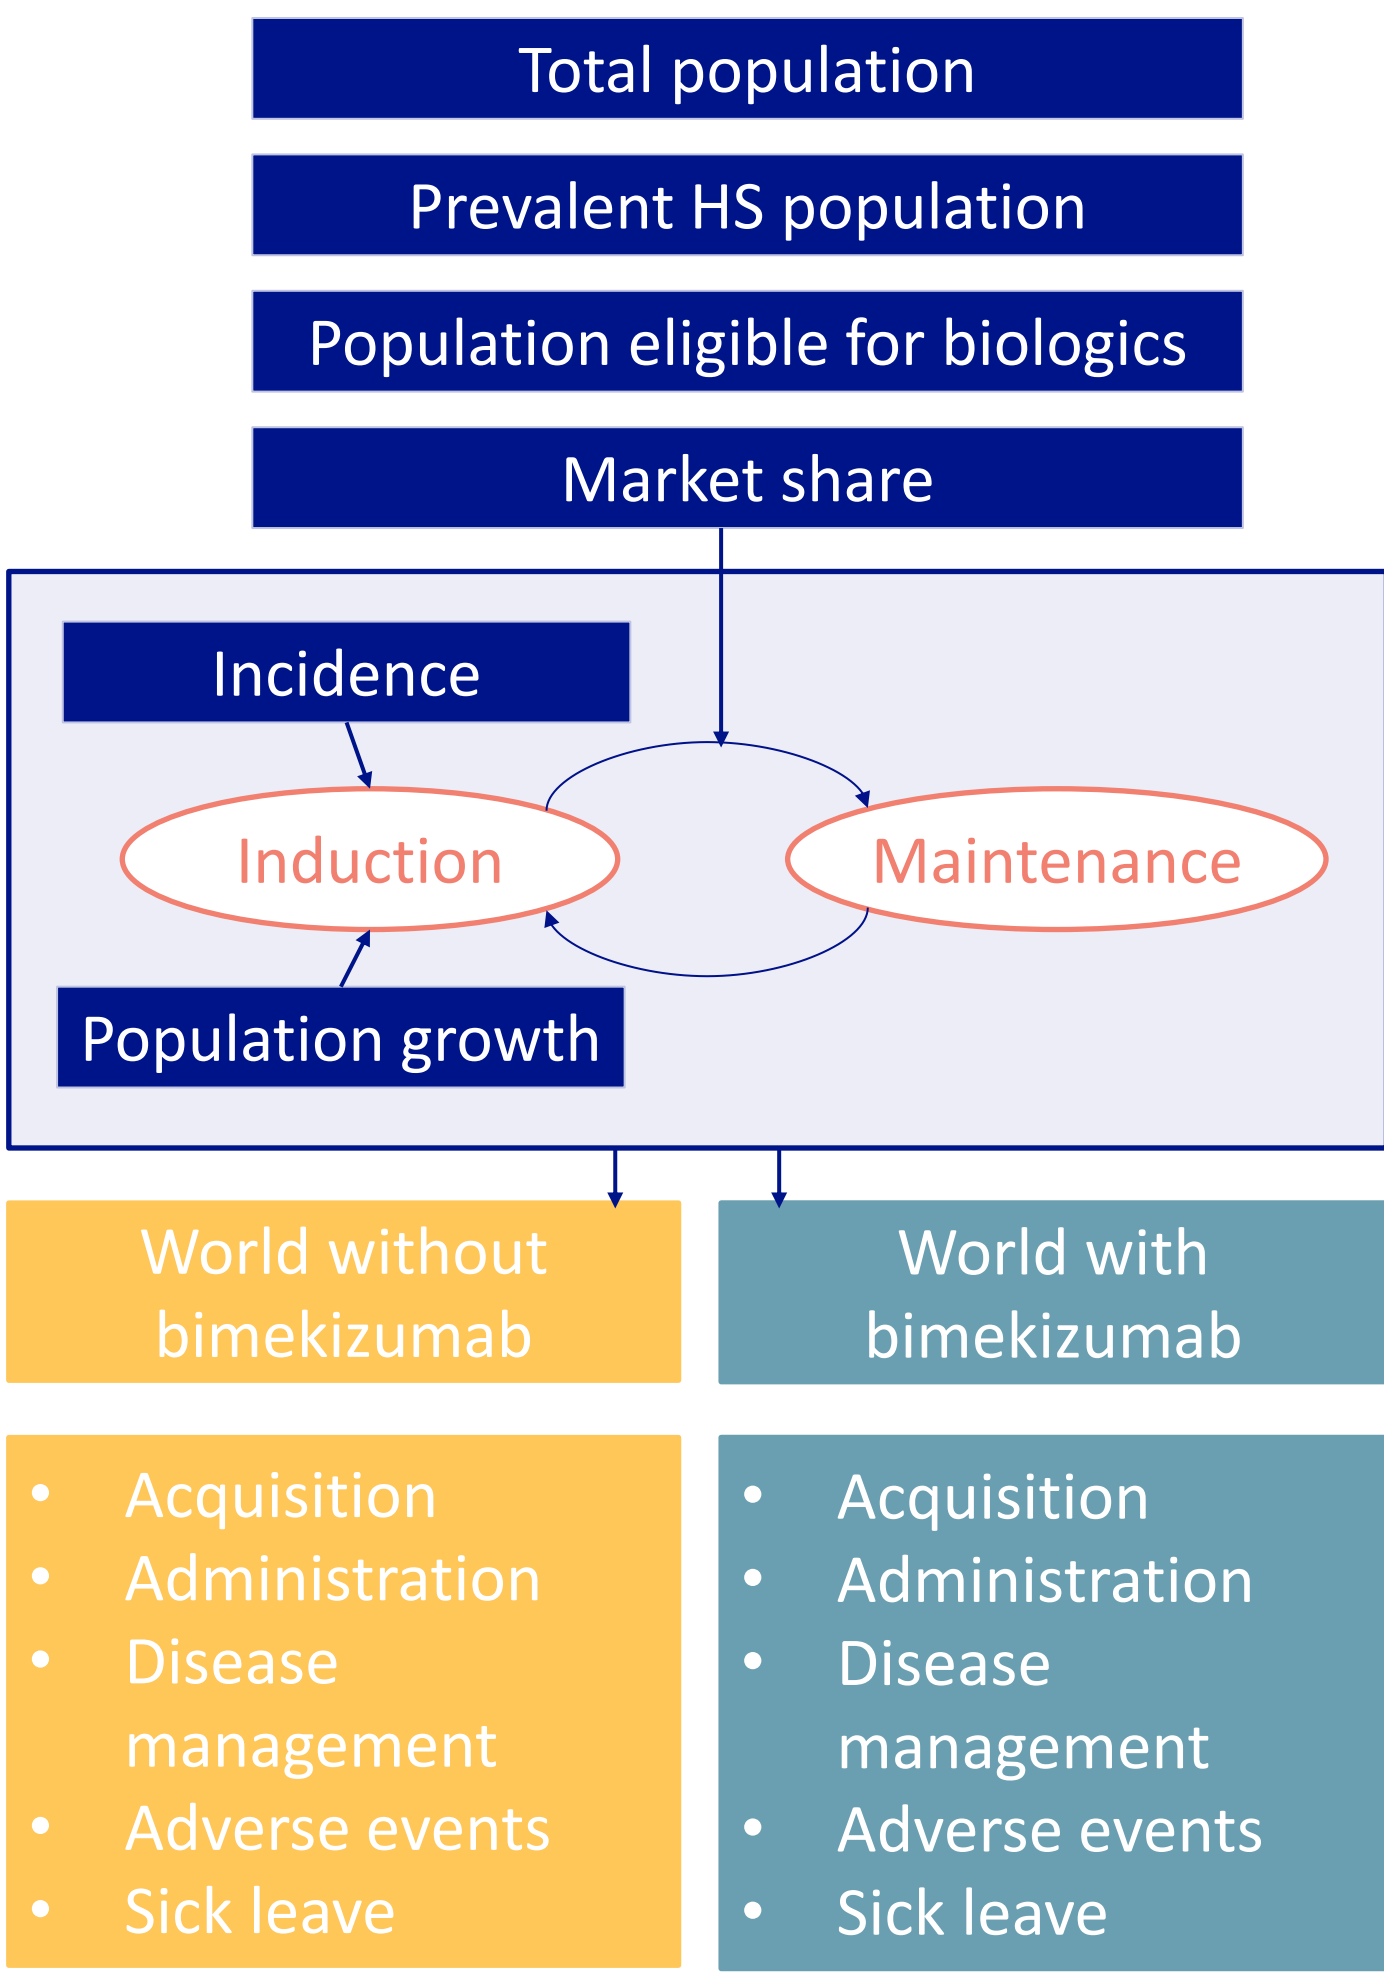 Total population
Prevalent HS population
Population eligible for biologics
Market share
Incidence
Induction
Maintenance
Population growth
World without
bimekizumab
World with
bimekizumab
• Acquisition
• Administration
• Disease
management
• Adverse events
• Sick leave
• Acquisition
• Administration
• Disease
management
• Adverse events
• Sick leave